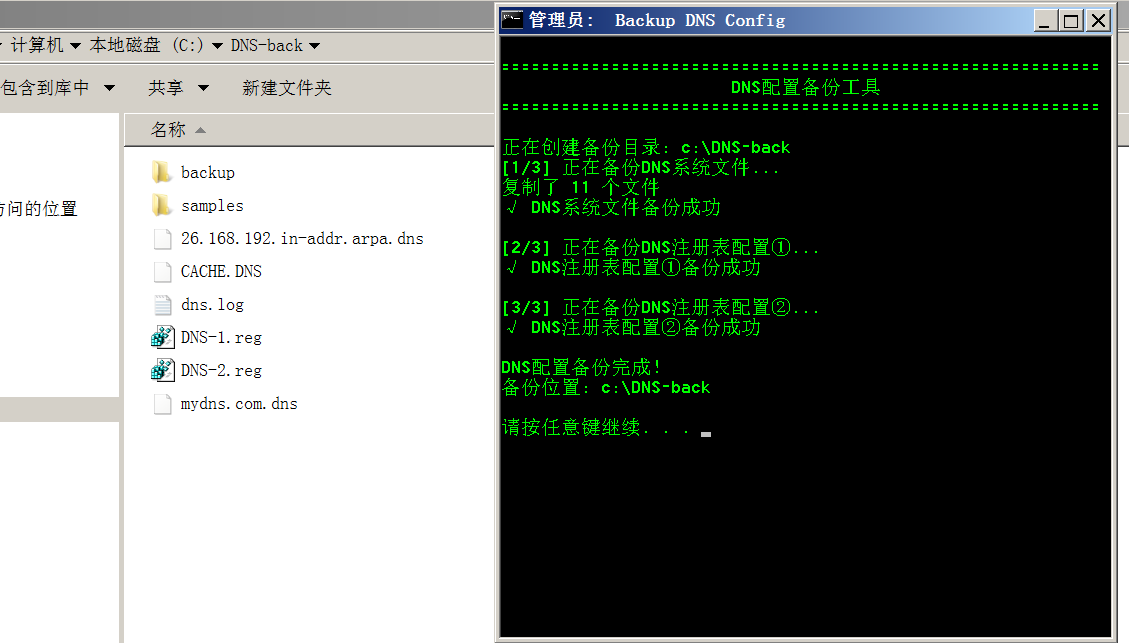 管理员: Backup DNS Config
计算机 本地磁盘 (C:) DNS-back
包含到库中 共享 新建文件夹
名称
访问的位置
backup
samples
26.168.192.in-addr.arpa.dns
CACHE.DNS
dns.log
DNS-1.reg
DNS-2.reg
mydns.com.dns
============================================================
DNS配置备份工具
============================================================
正在创建备份目录: c:\DNS-back
[1/3] 正在备份DNS系统文件...
复制了 11 个文件
√ DNS系统文件备份成功
[2/3] 正在备份DNS注册表配置①...
√ DNS注册表配置①备份成功
[3/3] 正在备份DNS注册表配置②...
√ DNS注册表配置②备份成功
DNS配置备份完成!
备份位置: c:\DNS-back
请按任意键继续. . .